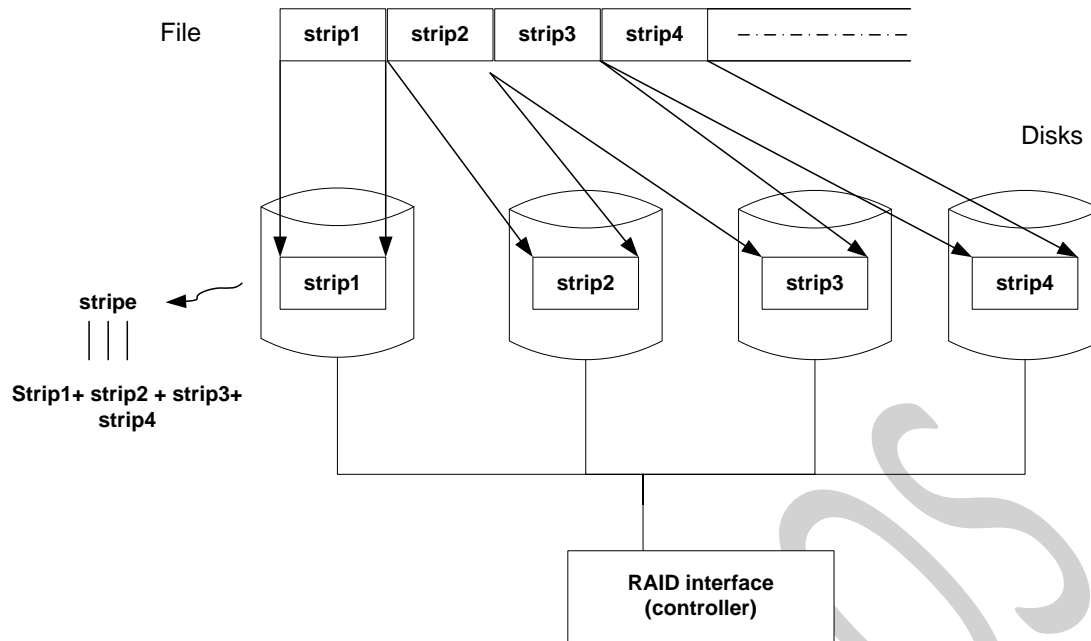 File
strip1 strip2 strip3 strip4
Disks
strip1 strip2 strip3 strip4
stripe
Strip1+ strip2 + strip3+
strip4
RAID interface
(controller)